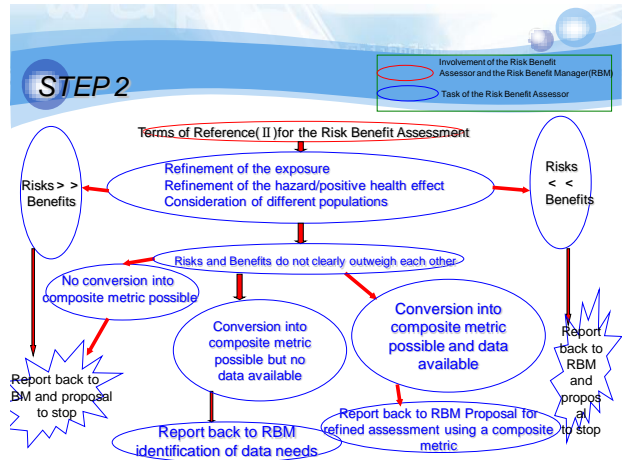 STEP 2
Involvement of the Risk Benefit
Assessor and the Risk Benefit Manager(RBM)
Task of the Risk Benefit Assessor
Terms of Reference(Ⅱ)for the Risk Benefit Assessment
Risks > >
Benefits
Refinement of the exposure
Refinement of the hazard/positive health effect
Consideration of different populations
Risks
< <
Benefits
Risks and Benefits do not clearly outweigh each other
No conversion into
composite metric possible
Conversion into
composite metric
possible but no
data available
Conversion into
composite metric
possible and data
available
Report back to
BM and proposal
to stop
Report back to RBM
identification of data needs
Report back to RBM Proposal for
refined assessment using a composite
metric
Report
back to
RBM
and
propos
al
to stop